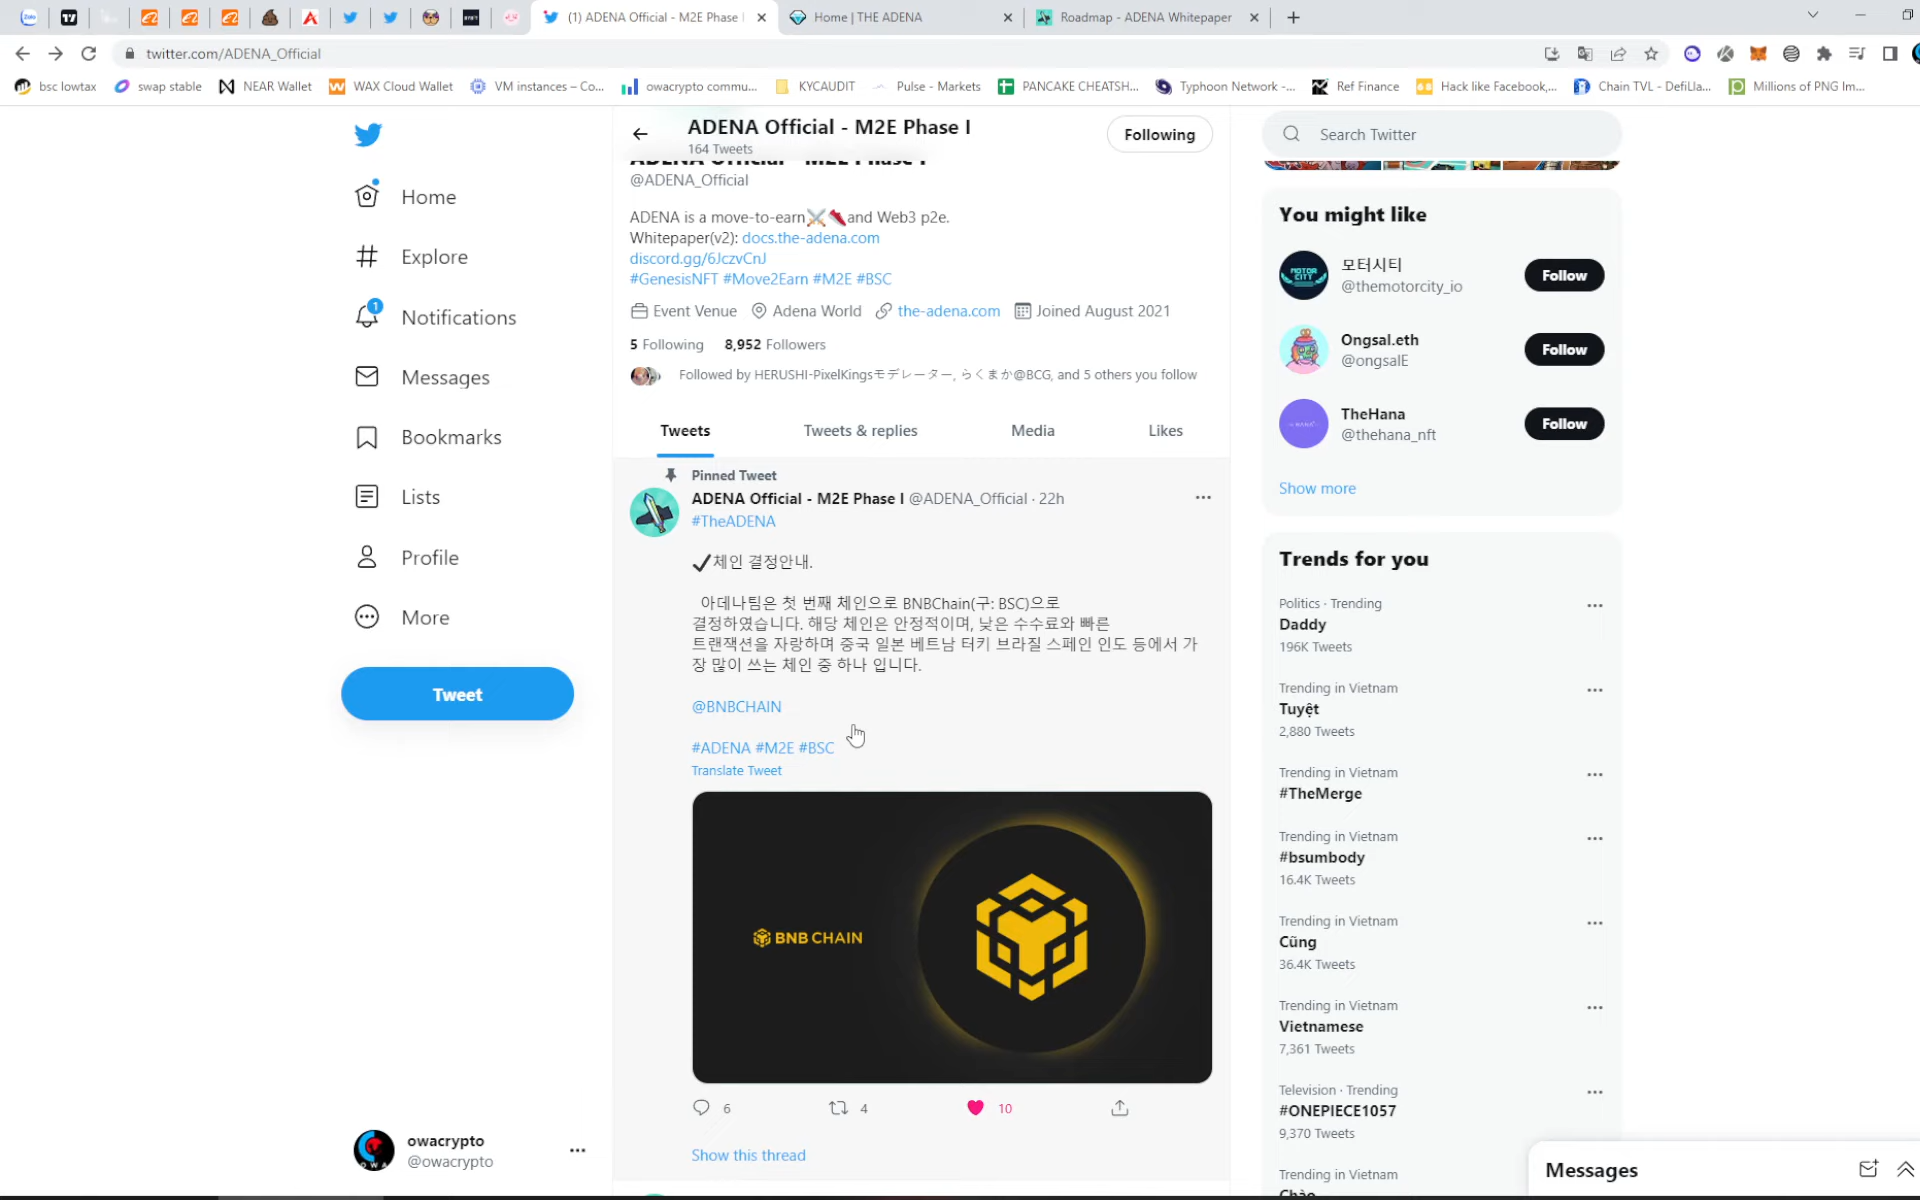 (1) ADENA Official - M2E Phase I
Home | THE ADENA
Roadmap - ADENA Whitepaper
twitter.com/ADENA_Official
bsc lowtax
swap stable
NEAR Wallet
WAX Cloud Wallet
VM instances – Co...
owacrypto commu...
KYCAUDIT
Pulse - Markets
PANCAKE CHEATSH...
Typhoon Network -...
Ref Finance
Hack like Facebook,...
Chain TVL - DefiLla...
Millions of PNG Im...
Home
Explore
1
Notifications
Messages
Bookmarks
Lists
Profile
More
Tweet
owacrypto
@owacrypto
ADENA Official - M2E Phase I
164 Tweets
Following
ADENA Official - M2E Phase I
@ADENA_Official
ADENA is a move-to-earn⚔️👟and Web3 p2e.
Whitepaper(v2): docs.the-adena.com
discord.gg/6JczvCnJ
#GenesisNFT #Move2Earn #M2E #BSC
Event Venue Adena World the-adena.com Joined August 2021
5 Following 8,952 Followers
Followed by HERUSHI-PixelKingsモデレーター, らくまか@BCG, and 5 others you follow
Tweets
Tweets & replies
Media
Likes
Pinned Tweet
ADENA Official - M2E Phase I @ADENA_Official · 22h
#TheADENA
✔체인 결정안내.
아데나팀은 첫 번째 체인으로 BNBChain(구: BSC)으로
결정하였습니다. 해당 체인은 안정적이며, 낮은 수수료와 빠른
트랜잭션을 자랑하며 중국 일본 베트남 터키 브라질 스페인 인도 등에서 가
장 많이 쓰는 체인 중 하나 입니다.
@BNBCHAIN
#ADENA #M2E #BSC
Translate Tweet
BNB CHAIN
6
4
10
Show this thread
Search Twitter
You might like
MOTOR CITY
모터시티
@themotorcity_io
Follow
Ongsal.eth
@ongsalE
Follow
TheHana
@thehana_nft
Follow
Show more
Trends for you
Politics · Trending
Daddy
196K Tweets
Trending in Vietnam
Tuyệt
2,880 Tweets
Trending in Vietnam
#TheMerge
Trending in Vietnam
#bsumbody
16.4K Tweets
Trending in Vietnam
Cũng
36.4K Tweets
Trending in Vietnam
Vietnamese
7,361 Tweets
Television · Trending
#ONEPIECE1057
9,370 Tweets
Trending in Vietnam
Chào
Messages